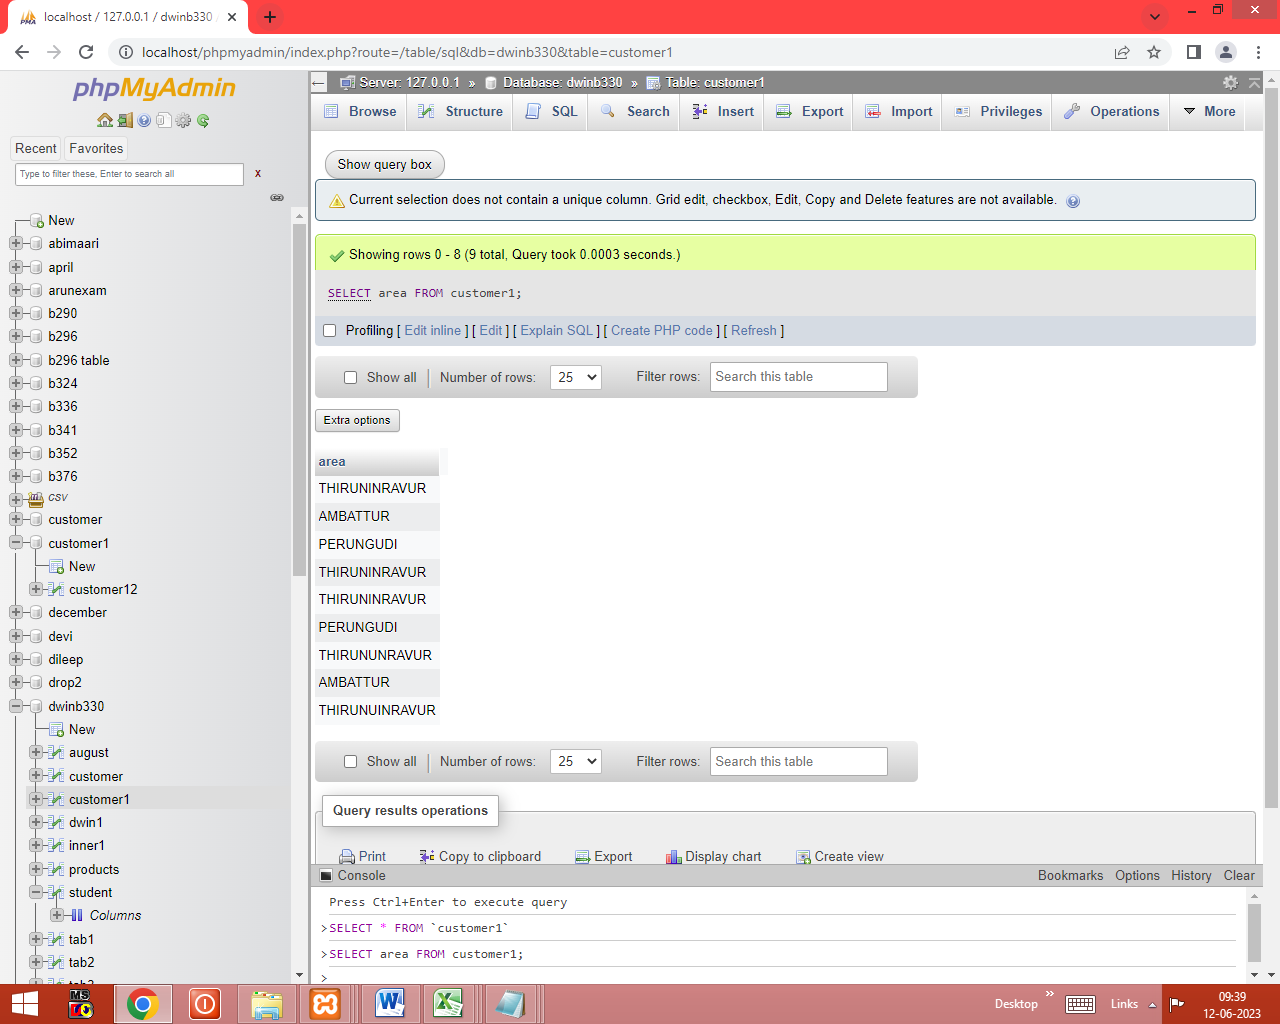 localhost / 127.0.0.1 / dwinb330
localhost/phpmyadmin/index.php?route=/table/sql&db=dwinb330&table=customer1
phpMyAdmin
Server: 127.0.0.1 » Database: dwinb330 » Table: customer1
Browse Structure SQL Search Insert Export Import Privileges Operations More
Recent Favorites
Type to filter these, Enter to search all X
New
abimaari
april
arunexam
b290
b296
b296 table
b324
b336
b341
b352
b376
csv
customer
customer1
New
customer12
december
devi
dileep
drop2
dwinb330
New
august
customer
customer1
dwin1
inner1
products
student
Columns
tab1
tab2
Show query box
Current selection does not contain a unique column. Grid edit, checkbox, Edit, Copy and Delete features are not available.
Showing rows 0 - 8 (9 total, Query took 0.0003 seconds.)
SELECT area FROM customer1;
Profiling [ Edit inline ] [ Edit ] [ Explain SQL ] [ Create PHP code ] [ Refresh ]
Show all Number of rows: 25 Filter rows: Search this table
Extra options
area
THIRUNINRAVUR
AMBATTUR
PERUNGUDI
THIRUNINRAVUR
THIRUNINRAVUR
PERUNGUDI
THIRUNUNRAVUR
AMBATTUR
THIRUNUINRAVUR
Show all Number of rows: 25 Filter rows: Search this table
Query results operations
Print Copy to clipboard Export Display chart Create view
Console Bookmarks Options History Clear
Press Ctrl+Enter to execute query
>SELECT * FROM `customer1`
>SELECT area FROM customer1;
>
MS
Desktop » Links 09:39
12-06-2023